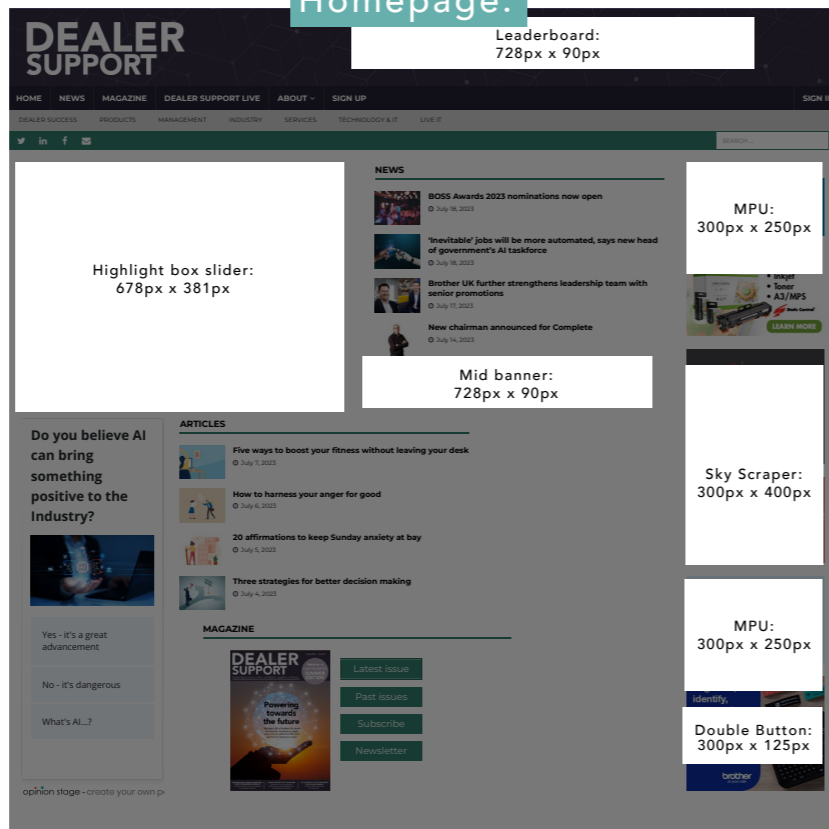 Homepage:
DEALER
SUPPORT
Leaderboard:
728px x 90px
HOME NEWS MAGAZINE DEALER SUPPORT LIVE ABOUT SIGN UP SIGN I
DEALER SUCCESS PRODUCTS MANAGEMENT INDUSTRY SERVICES TECHNOLOGY & IT LIVE IT
SEARCH …
Highlight box slider:
678px x 381px
NEWS
BOSS Awards 2023 nominations now open
July 18, 2023
‘Inevitable’ jobs will be more automated, says new head
of government’s AI taskforce
July 18, 2023
Brother UK further strengthens leadership team with
senior promotions
July 17, 2023
New chairman announced for Complete
July 14, 2023
Mid banner:
728px x 90px
MPU:
300px x 250px
• Inkjet
• Toner
• A3/MPS
Static Control
LEARN MORE
Sky Scraper:
300px x 400px
MPU:
300px x 250px
identify,
Double Button:
300px x 125px
brother
Do you believe AI
can bring
something
positive to the
Industry?
Yes - it's a great
advancement
No - it's dangerous
What's AI...?
opinion stage - create your own p
ARTICLES
Five ways to boost your fitness without leaving your desk
July 7, 2023
How to harness your anger for good
July 6, 2023
20 affirmations to keep Sunday anxiety at bay
July 5, 2023
Three strategies for better decision making
July 4, 2023
MAGAZINE
DEALER
SUPPORT
Powering
towards
the future
Latest issue
Past issues
Subscribe
Newsletter